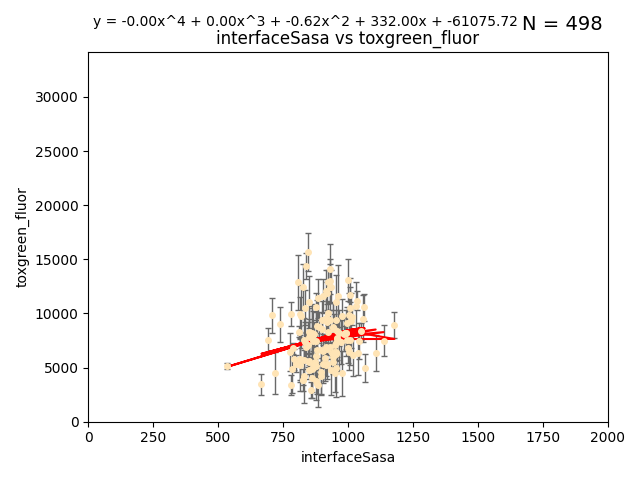 y = -0.00x^4 + 0.00x^3 + -0.62x^2 + 332.00x + -61075.72 N = 498
interfaceSasa vs toxgreen_fluor
30000
25000
20000
15000
10000
5000
0
toxgreen_fluor
0 250 500 750 1000 1250 1500 1750 2000
interfaceSasa